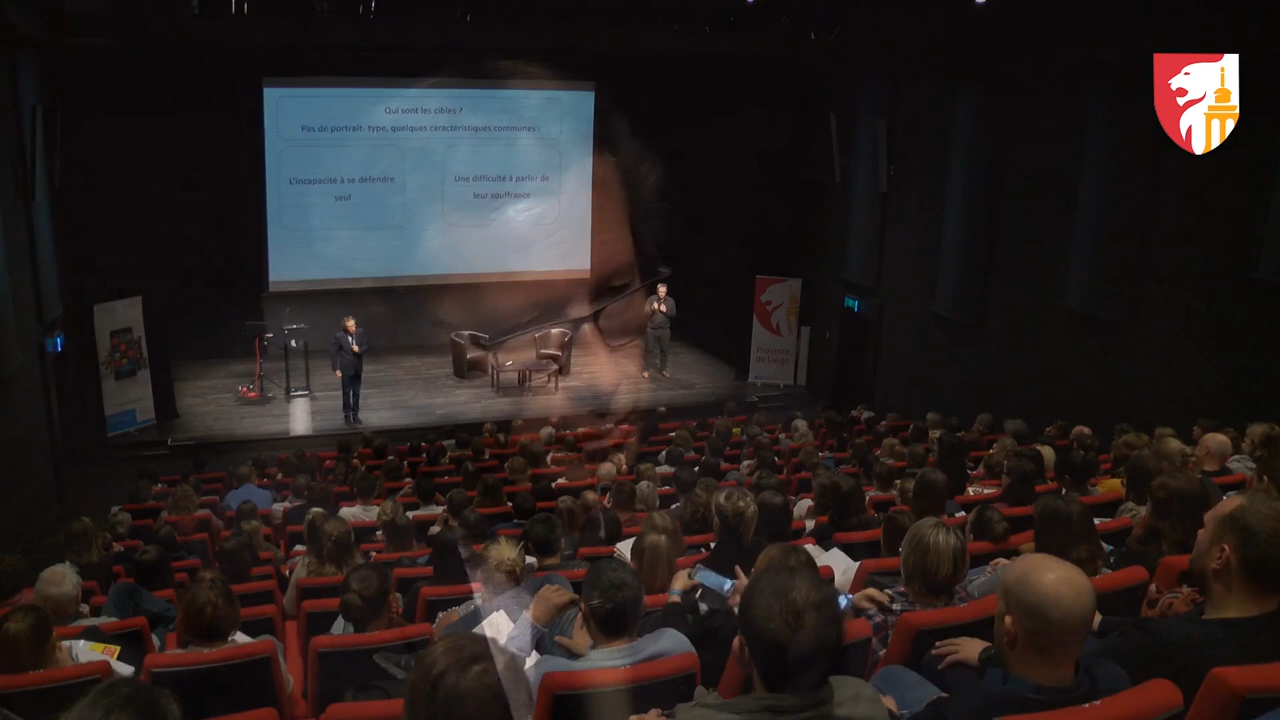 Qui sont les cibles ?
Pas de portrait- type, quelques caractéristiques communes :
L'incapacité à se défendre
seul
Une difficulté à parler de
leur souffrance
Province
de Liège